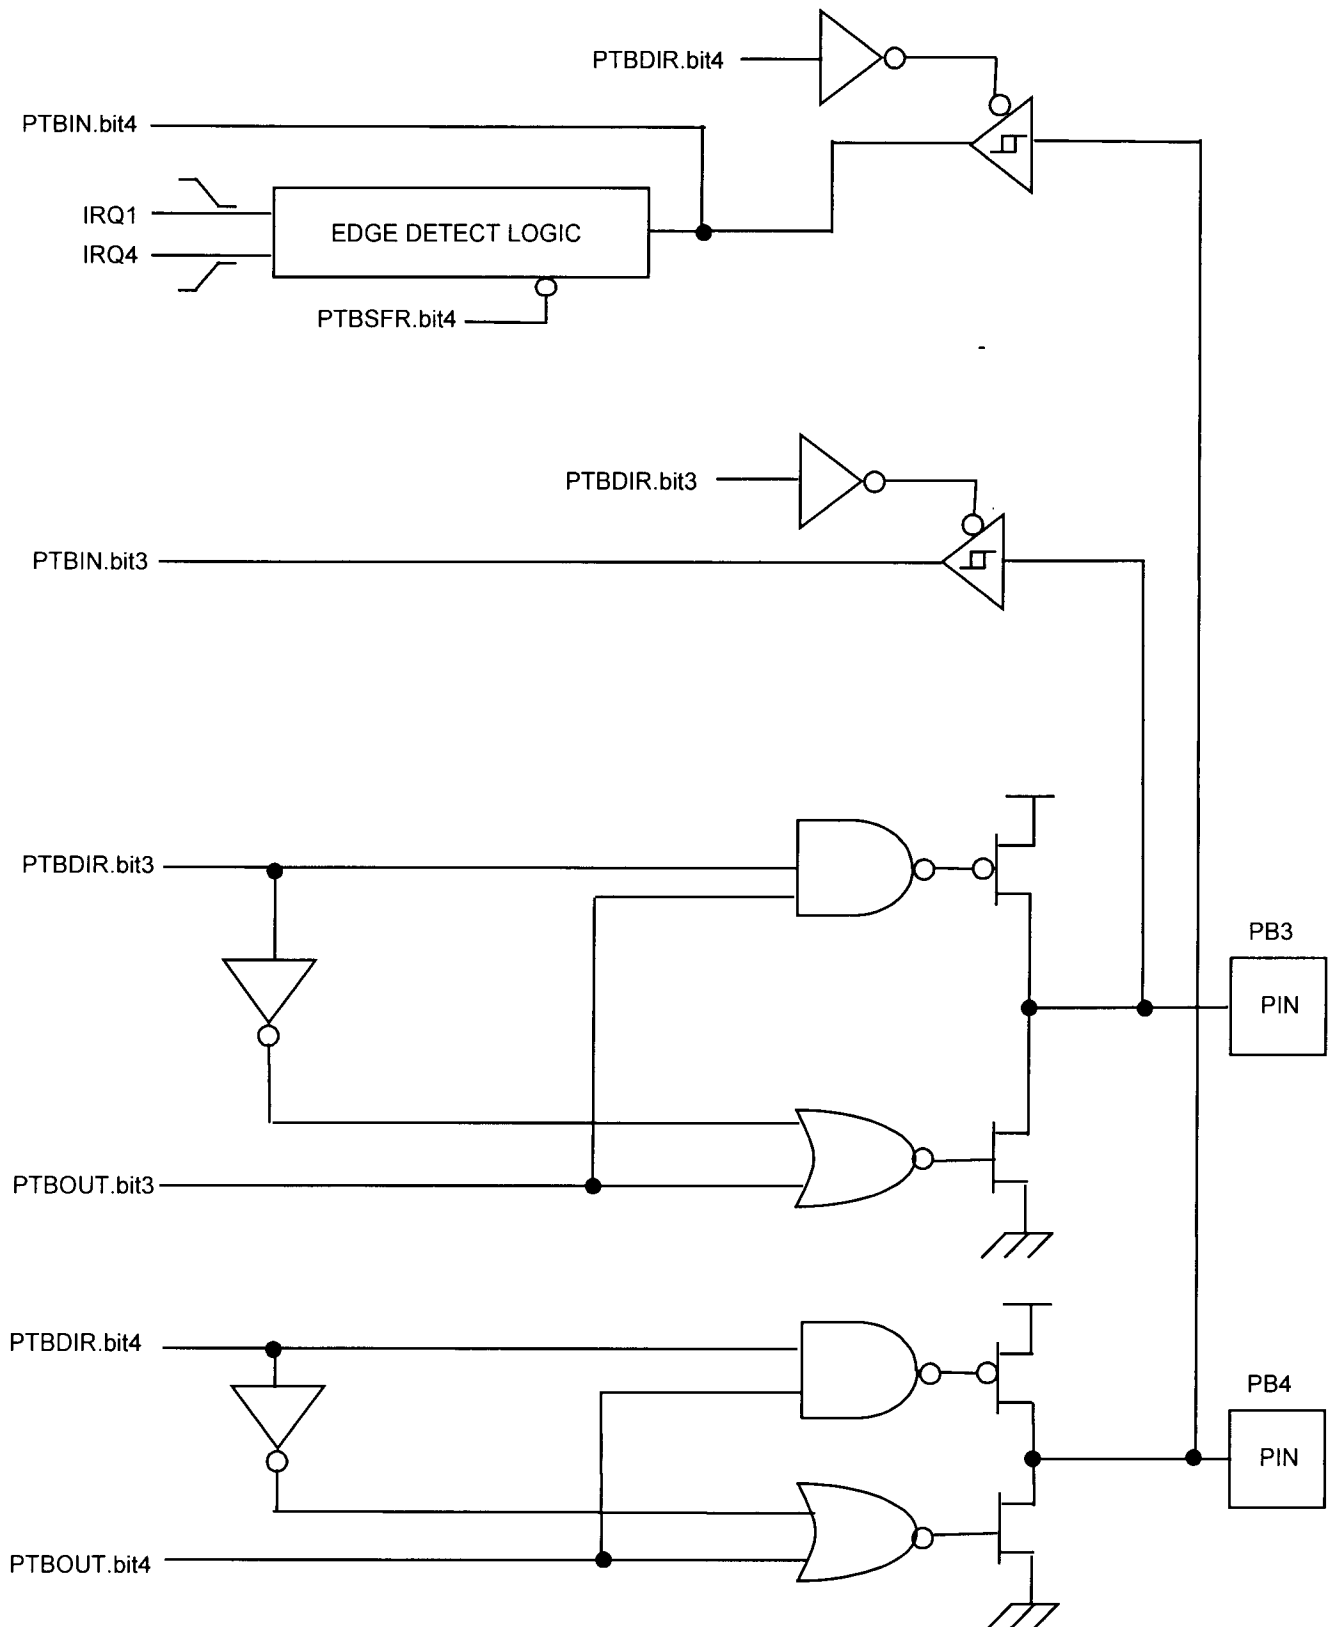 PTBDIR.bit4
PTBIN.bit4
IRQ1
EDGE DETECT LOGIC
IRQ4
PTBSFR.bit4
PTBDIR.bit3
PTBIN.bit3
PTBDIR.bit3
PB3
PIN
PTBOUT.bit3
PTBDIR.bit4
PB4
PIN
PTBOUT.bit4